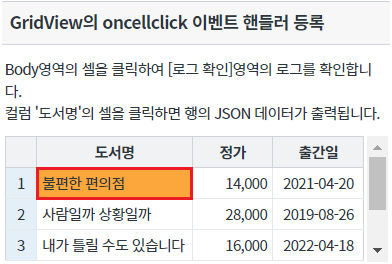 GridView의 oncellclick 이벤트 핸들러 등록
Body영역의 셀을 클릭하여 [로그 확인]영역의 로그를 확인합니
다.
컬럼 '도서명'의 셀을 클릭하면 행의 JSON 데이터가 출력됩니다.
도서명 정가 출간일
1 불편한 편의점 14,000 2021-04-20
2 사람일까 상황일까 28,000 2019-08-26
3 내가 틀릴 수도 있습니다 16,000 2022-04-18